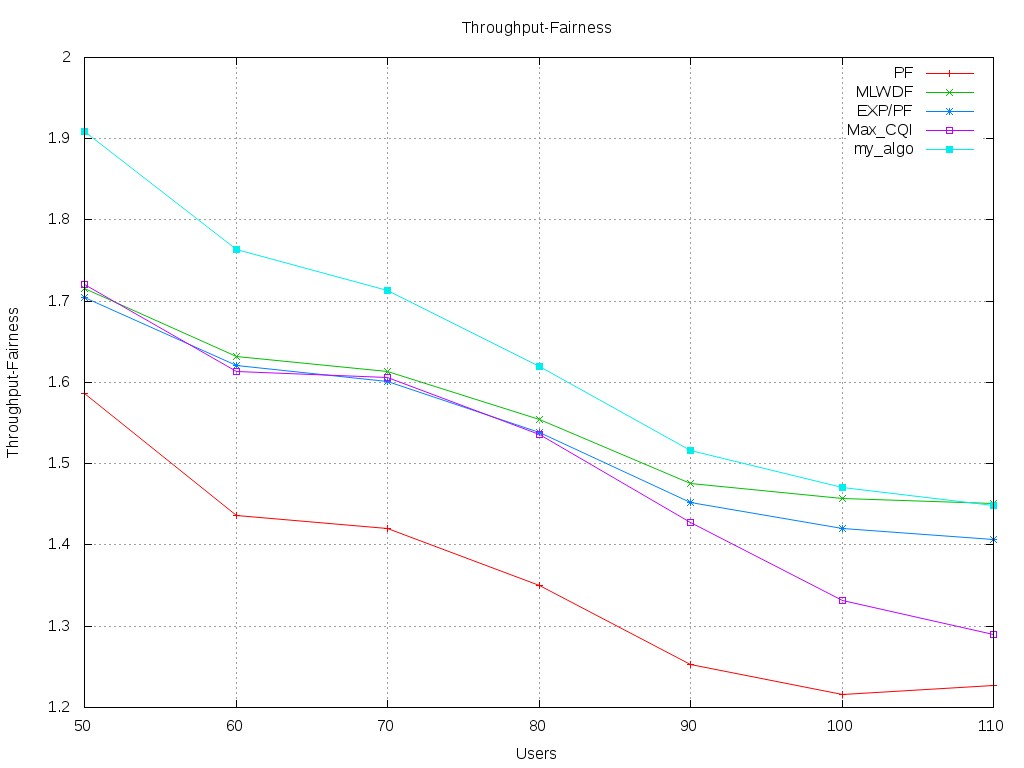 Throughput-Fairness
2
PF
MLWDF
EXP/PF
Max_CQI
my_algo
1.9
1.8
1.7
1.6
1.5
1.4
1.3
1.2
Throughput-Fairness
50 60 70 80 90 100 110
Users